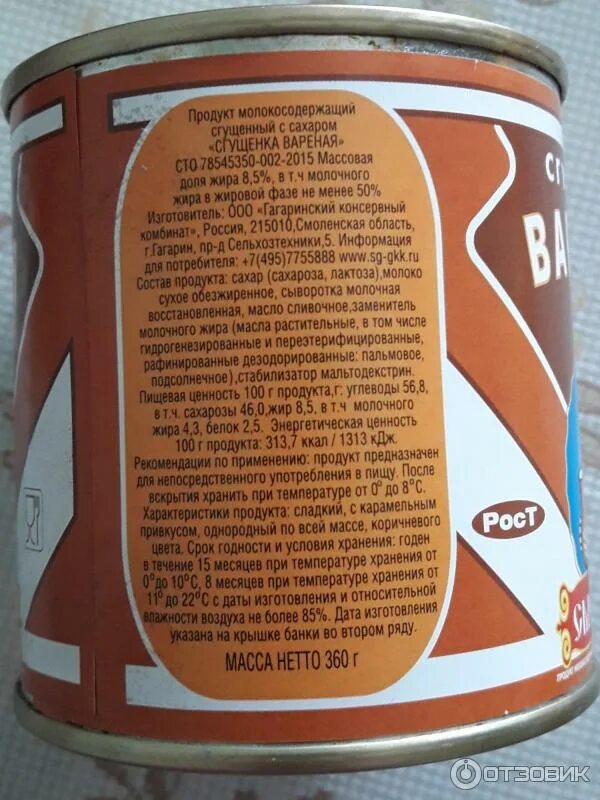 Продукт молокосодержащий
сгущенный с сахаром
«СГУЩЕНКА ВАРЕНАЯ»
СТО 78545350-002-2015 Массовая
доля жира 8,5%, в т.ч молочного
жира в жировой фазе не менее 50%
Изготовитель: ООО «Гагаринский консервный
комбинат», Россия, 215010,Смоленская область,
г.Гагарин, пр-д Сельхозтехники,5. Информация
для потребителя: +7(495)7755888 www.sg-gkk.ru
Состав продукта: сахар (сахароза, лактоза),молоко
сухое обезжиренное, сыворотка молочная
восстановленная, масло сливочное,заменитель
молочного жира (масла растительные, в том числе
гидрогенезированные и переэтерифицированные,
рафинированные дезодорированные: пальмовое,
подсолнечное),стабилизатор мальтодекстрин.
Пищевая ценность 100 г продукта,г: углеводы 56,8,
в т.ч. сахарозы 46,0,жир 8,5, в т.ч молочного
жира 4,3, белок 2,5. Энергетическая ценность
100 г продукта: 313,7 ккал / 1313 кДж.
Рекомендации по применению: продукт предназначен
для непосредственного употребления в пищу. После
вскрытия хранить при температуре от 0° до 8°С.
Характеристики продукта: сладкий, с карамельным
привкусом, однородный по всей массе, коричневого
цвета. Срок годности и условия хранения: годен
в течение 15 месяцев при температуре хранения от
0°до 10°С, 8 месяцев при температуре хранения от
11°до 22°С с даты изготовления и относительной
влажности воздуха не более 85%. Дата изготовления
указана на крышке банки во втором ряду.
МАССА НЕТТО 360 г
СГ
ВА
РосТ
ОТЗОВИК